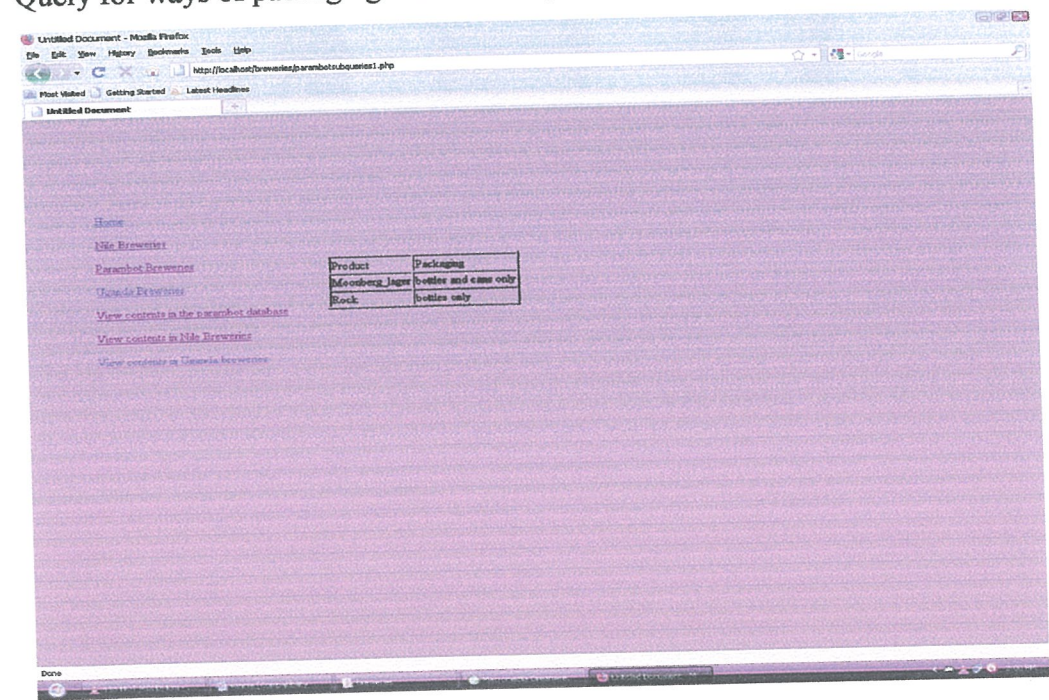 Query for ways of packaging
Untitled Document - Mozilla Firefox
File Edit View History Bookmarks Tools Help
http://localhost/breweries/parambotsubqueries1.php
Google
Most Visited Getting Started Latest Headlines
Untitled Document
Home
Nile Breweries
Parambot Breweries
Uganda Breweries
View contents in the parambot database
View contents in Nile Breweries
View contents in Uganda breweries
Product Packaging
Moonberg_lager bottles and cans only
Rock bottles only
Done